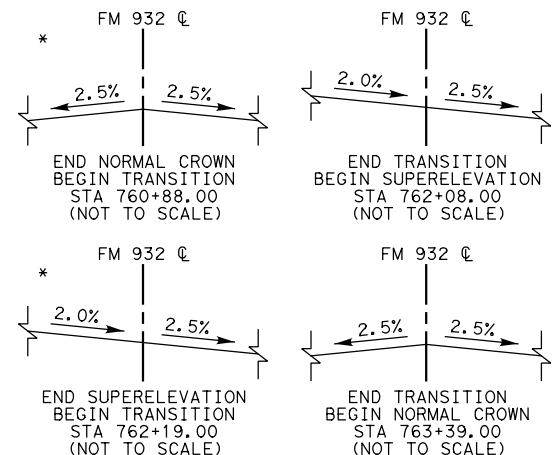 FM 932 ℄
*
2.5% 2.5%
END NORMAL CROWN
BEGIN TRANSITION
STA 760+88.00
(NOT TO SCALE)
FM 932 ℄
2.0% 2.5%
END TRANSITION
BEGIN SUPERELEVATION
STA 762+08.00
(NOT TO SCALE)
FM 932 ℄
*
2.0% 2.5%
END SUPERELEVATION
BEGIN TRANSITION
STA 762+19.00
(NOT TO SCALE)
FM 932 ℄
2.5% 2.5%
END TRANSITION
BEGIN NORMAL CROWN
STA 763+39.00
(NOT TO SCALE)